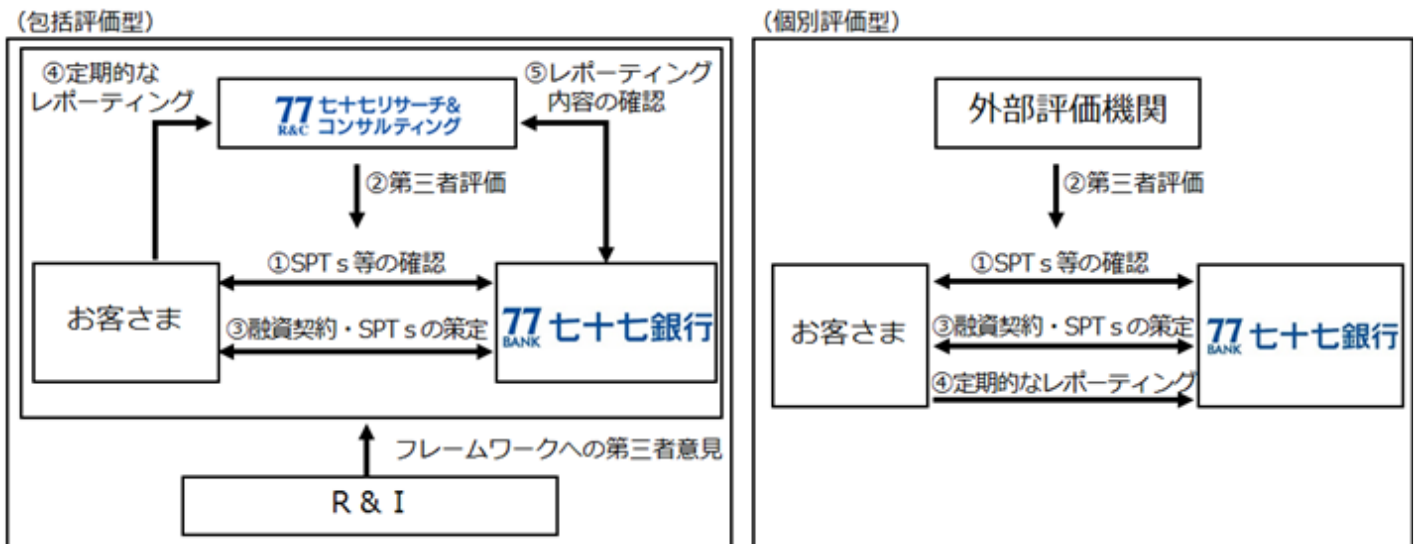 （包括評価型）
④定期的な
レポーティング
77 R&C 七十七リサーチ&
コンサルティング
⑤レポーティング
内容の確認
②第三者評価
①SPTｓ等の確認
お客さま
③融資契約・SPTｓの策定
77 BANK 七十七銀行
フレームワークへの第三者意見
Ｒ＆Ｉ
（個別評価型）
外部評価機関
②第三者評価
①SPTｓ等の確認
お客さま
③融資契約・SPTｓの策定
77 BANK 七十七銀行
④定期的なレポーティング